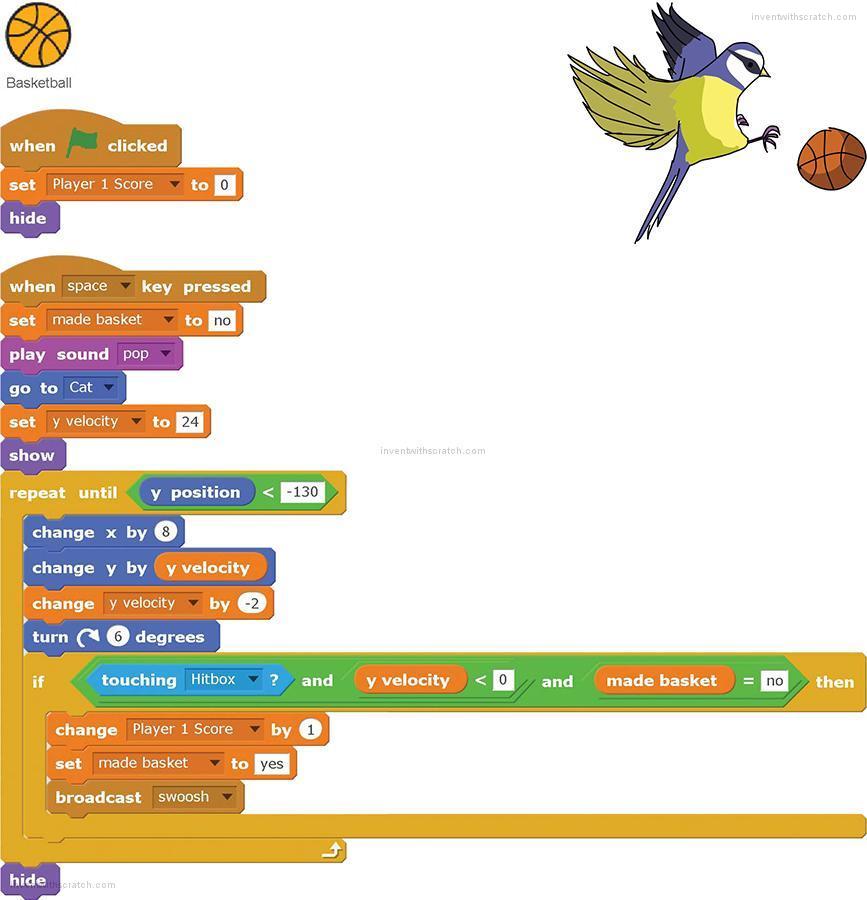 inventwithscratch.com
Basketball
when clicked
set Player 1 Score to 0
hide
when space key pressed
set made basket to no
play sound pop
go to Cat
set y velocity to 24
inventwithscratch.com
show
repeat until y position < -130
change x by 8
change y by y velocity
change y velocity by -2
turn 6 degrees
if touching Hitbox ? and y velocity < 0 and made basket = no then
change Player 1 Score by 1
set made basket to yes
broadcast swoosh
hide
inventwithscratch.com